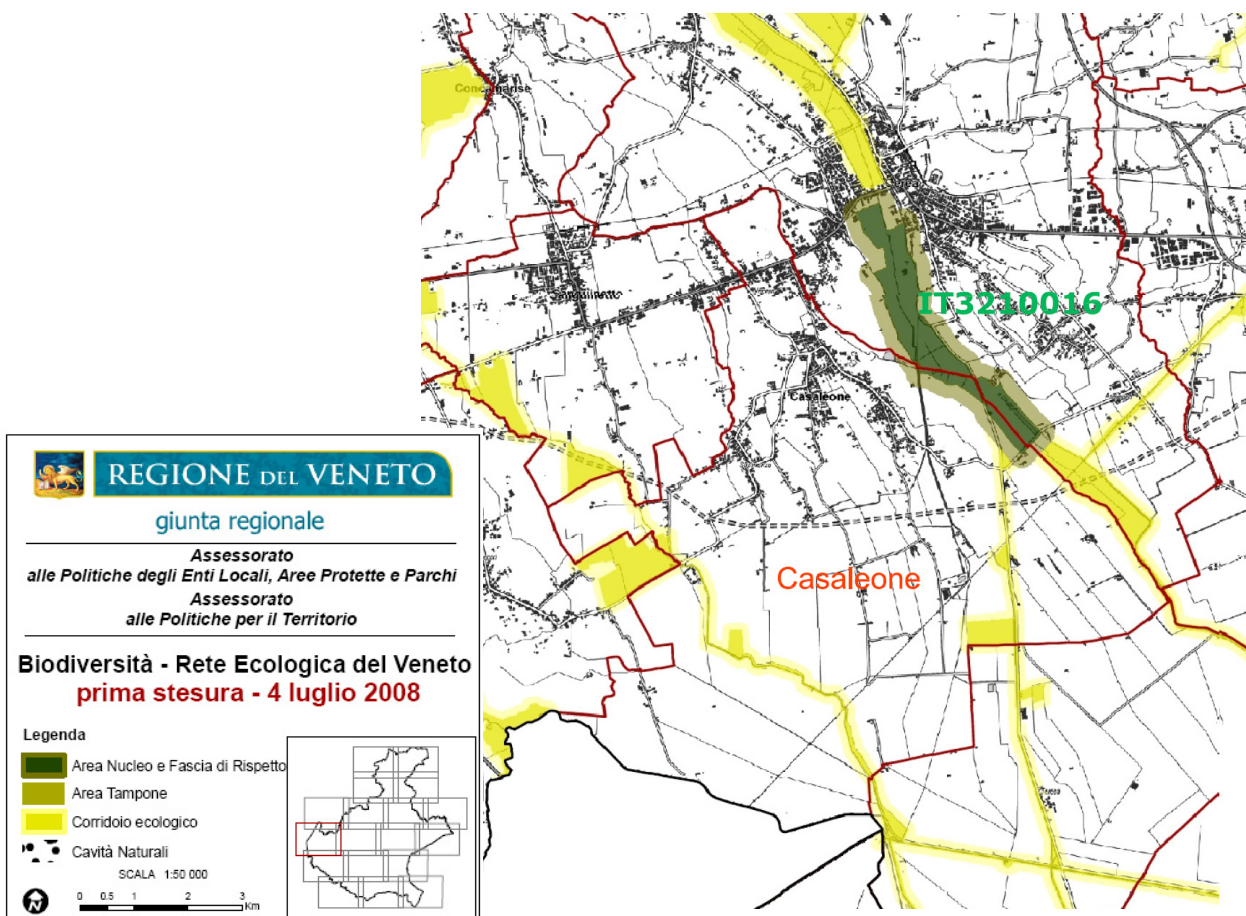 Concamarise
IT3210016
Sanguinetto
Casaleone
Casaleone
REGIONE DEL VENETO
giunta regionale
Assessorato
alle Politiche degli Enti Locali, Aree Protette e Parchi
Assessorato
alle Politiche per il Territorio
Biodiversità - Rete Ecologica del Veneto
prima stesura - 4 luglio 2008
Legenda
Area Nucleo e Fascia di Rispetto
Area Tampone
Corridoio ecologico
Cavità Naturali
SCALA 1:50 000
N
0 0.5 1 2 3
Km